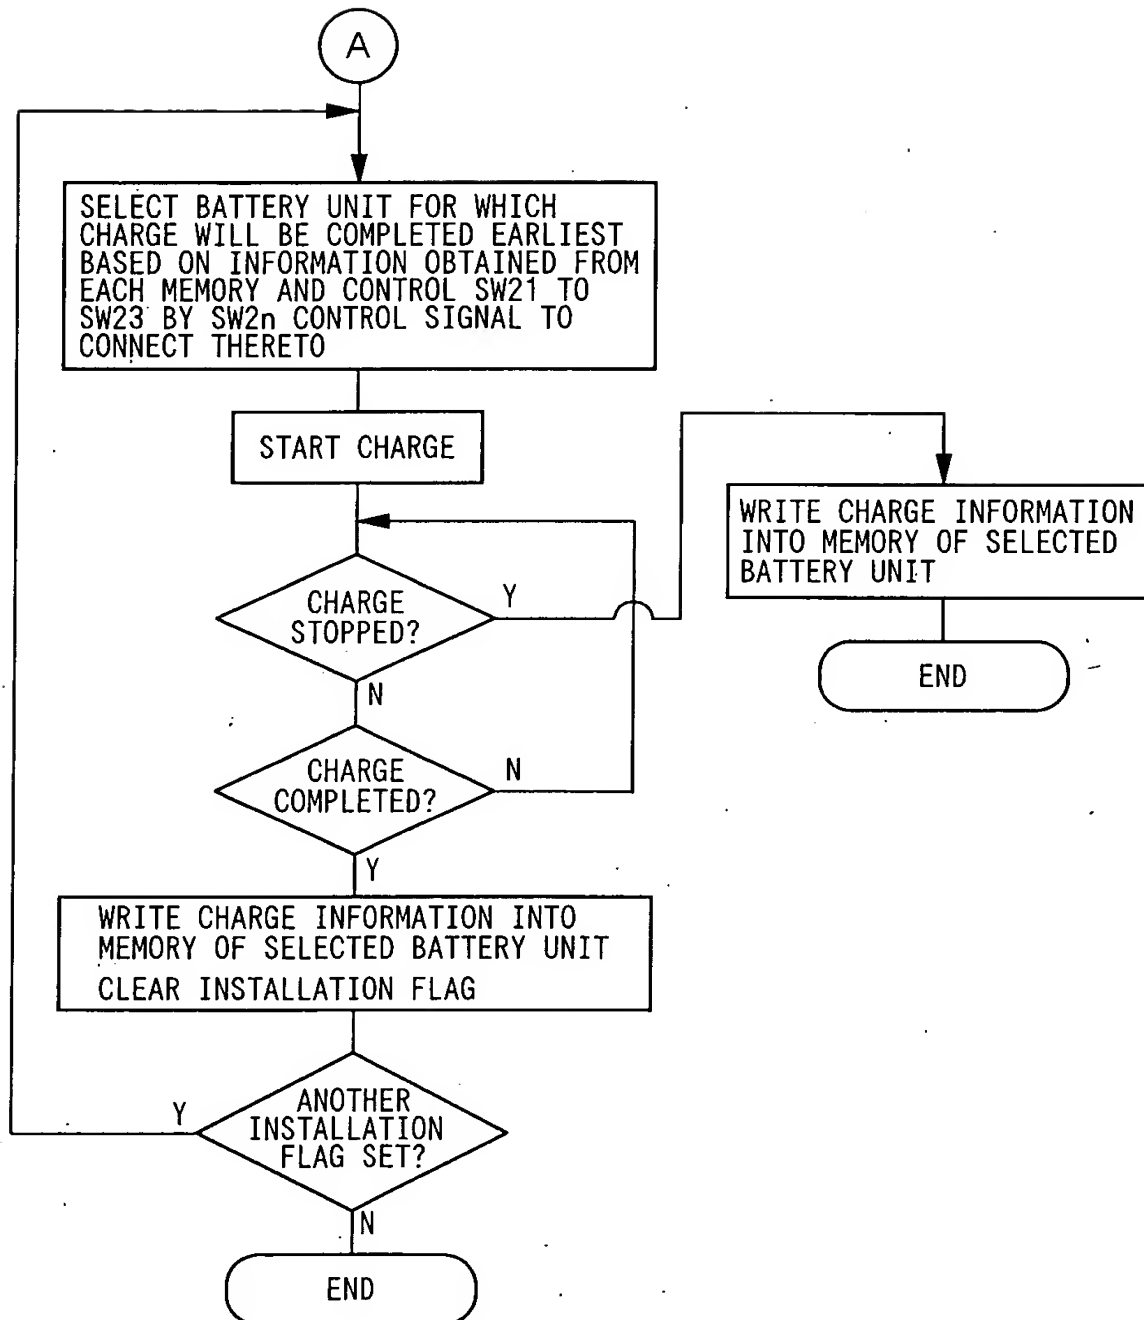 A
SELECT BATTERY UNIT FOR WHICH
CHARGE WILL BE COMPLETED EARLIEST
BASED ON INFORMATION OBTAINED FROM
EACH MEMORY AND CONTROL SW21 TO
SW23 BY SW2n CONTROL SIGNAL TO
CONNECT THERETO
START CHARGE
WRITE CHARGE INFORMATION
INTO MEMORY OF SELECTED
BATTERY UNIT
CHARGE
STOPPED?
Y
END
N
CHARGE
COMPLETED?
N
Y
WRITE CHARGE INFORMATION INTO
MEMORY OF SELECTED BATTERY UNIT
CLEAR INSTALLATION FLAG
ANOTHER
INSTALLATION
FLAG SET?
Y
N
END